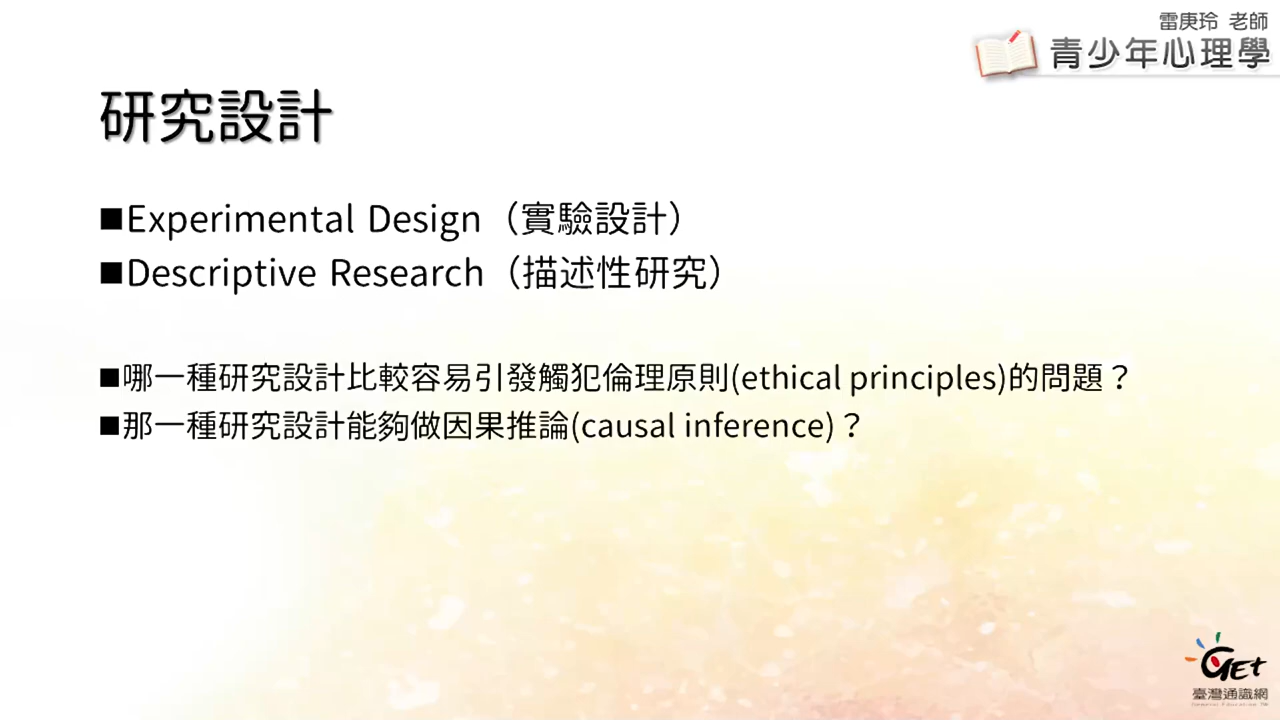 雷庚玲 老師
青少年心理學
研究設計
■Experimental Design（實驗設計）
■Descriptive Research（描述性研究）
■哪一種研究設計比較容易引發觸犯倫理原則(ethical principles)的問題？
■那一種研究設計能夠做因果推論(causal inference)？
GET
臺灣通識網